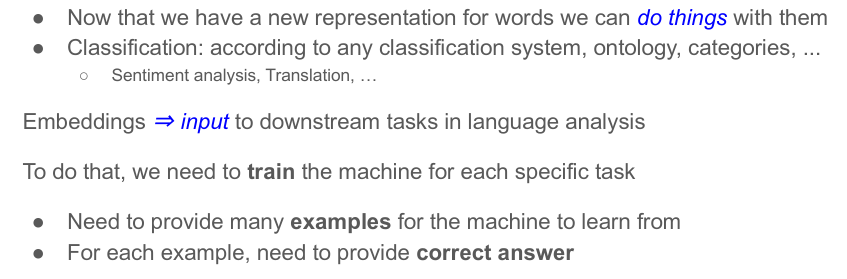 ● Now that we have a new representation for words we can do things with them
● Classification: according to any classification system, ontology, categories, ...
○ Sentiment analysis, Translation, …
Embeddings ⇒ input to downstream tasks in language analysis
To do that, we need to train the machine for each specific task
● Need to provide many examples for the machine to learn from
● For each example, need to provide correct answer